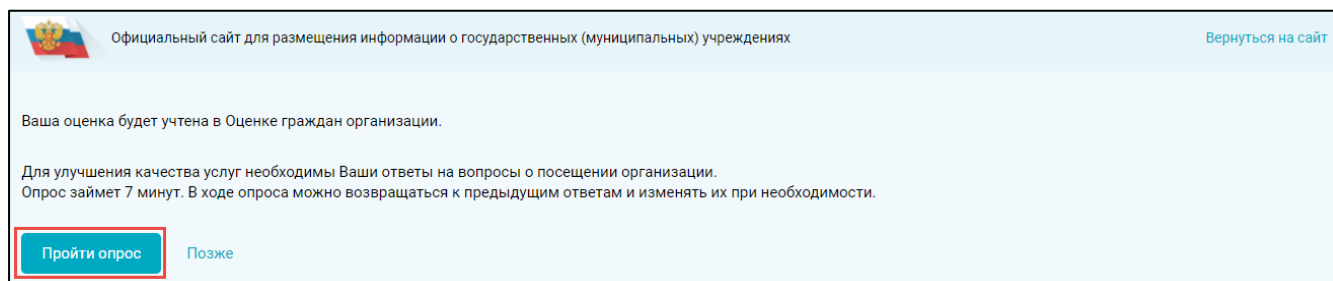 Официальный сайт для размещения информации о государственных (муниципальных) учреждениях
Вернуться на сайт
Ваша оценка будет учтена в Оценке граждан организации.
Для улучшения качества услуг необходимы Ваши ответы на вопросы о посещении организации.
Опрос займет 7 минут. В ходе опроса можно возвращаться к предыдущим ответам и изменять их при необходимости.
Пройти опрос
Позже